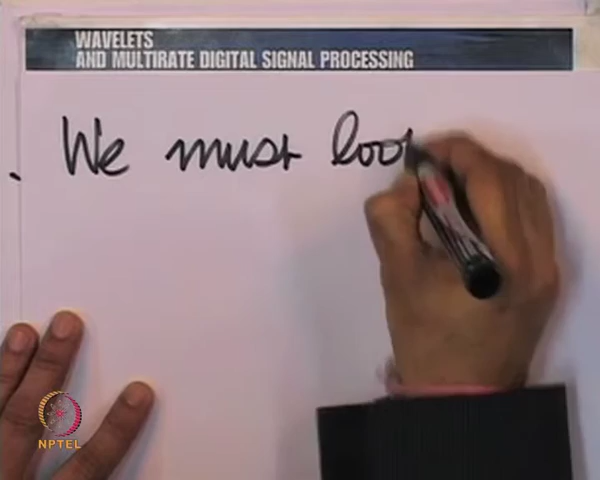 WAVELETS
AND MULTIRATE DIGITAL SIGNAL PROCESSING
We must loo
NPTEL